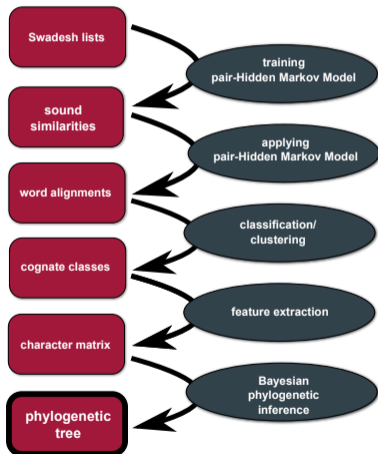 Swadesh lists
training
pair-Hidden Markov Model
sound
similarities
applying
pair-Hidden Markov Model
word alignments
classification/
clustering
cognate classes
feature extraction
character matrix
Bayesian
phylogenetic
inference
phylogenetic
tree